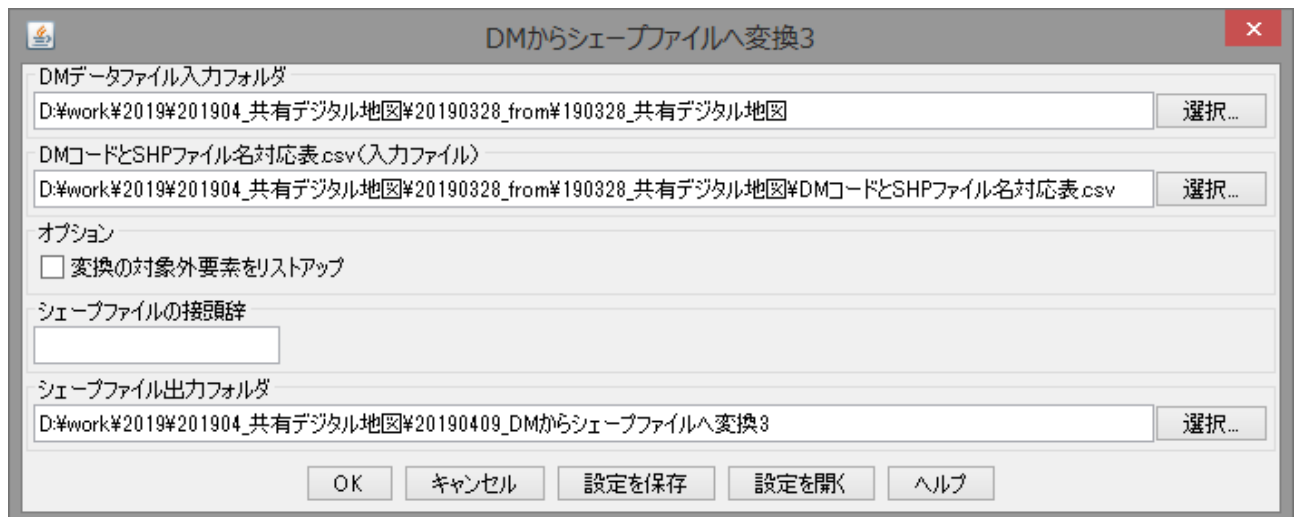 DMからシェープファイルへ変換3
×
DMデータファイル入力フォルダ
D:¥work¥2019¥201904_共有デジタル地図¥20190328_from¥190328_共有デジタル地図
選択...
DMコードとSHPファイル名対応表.csv(入力ファイル)
D:¥work¥2019¥201904_共有デジタル地図¥20190328_from¥190328_共有デジタル地図¥DMコードとSHPファイル名対応表.csv
選択...
オプション
変換の対象外要素をリストアップ
シェープファイルの接頭辞
シェープファイル出力フォルダ
D:¥work¥2019¥201904_共有デジタル地図¥20190409_DMからシェープファイルへ変換3
選択...
OK キャンセル 設定を保存 設定を開く ヘルプ